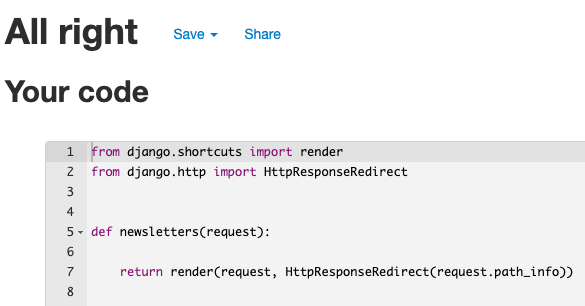 All right Save Share
Your code
1 from django.shortcuts import render
2 from django.http import HttpResponseRedirect
3
4
5 def newsletters(request):
6
7     return render(request, HttpResponseRedirect(request.path_info))
8